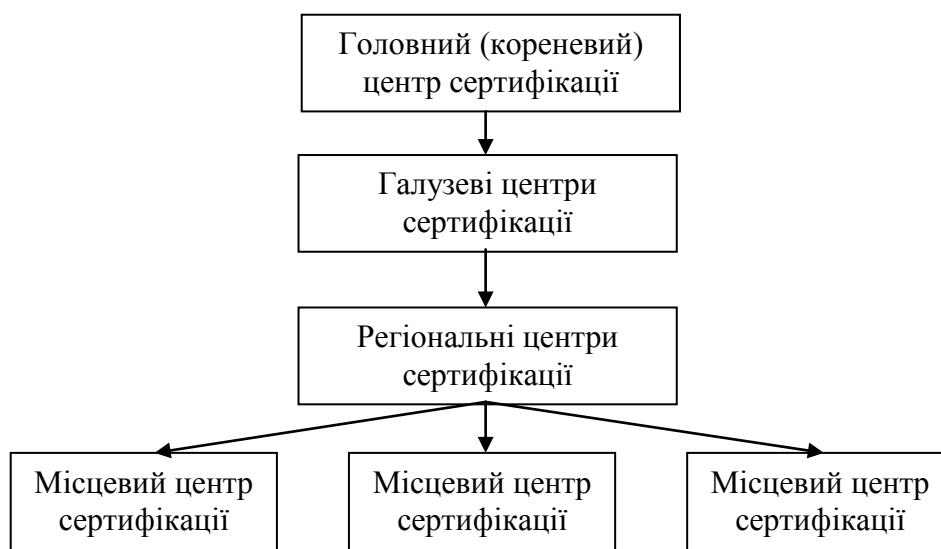 Головний (кореневий)
центр сертифікації
Галузеві центри
сертифікації
Регіональні центри
сертифікації
Місцевий центр
сертифікації
Місцевий центр
сертифікації
Місцевий центр
сертифікації